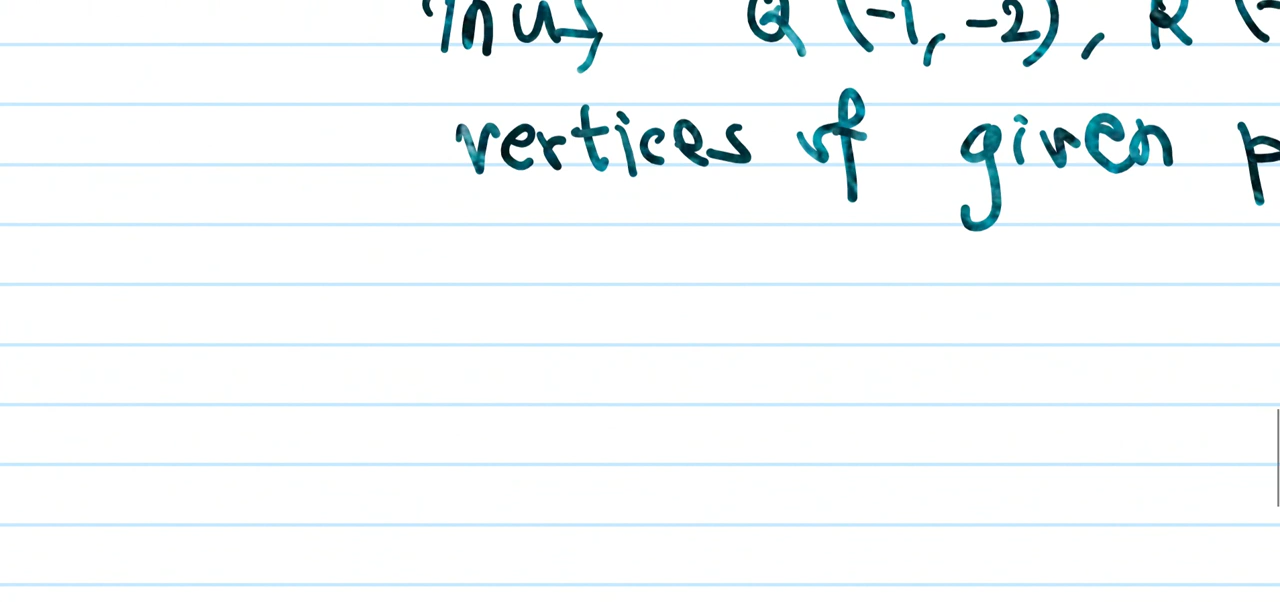 Thus, Q (-1, -2), R (-
vertices of given p